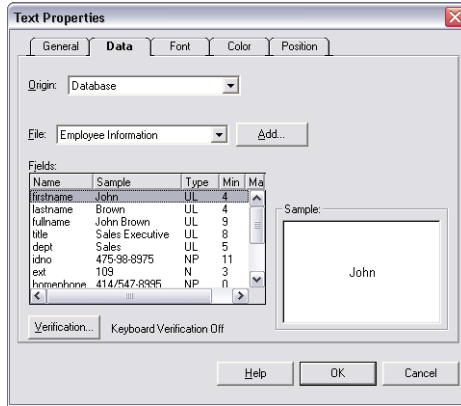 Text Properties
General Data Font Color Position
Origin: Database
File: Employee Information Add...
Fields:
Name Sample Type Min Ma
firstname John UL 4
lastname Brown UL 4
fullname John Brown UL 9
title Sales Executive UL 8
dept Sales UL 5
idno 475-98-8975 NP 11
ext 109 N 3
homephone 414/547-8995 NP 0
Sample:
John
Verification... Keyboard Verification Off
Help OK Cancel